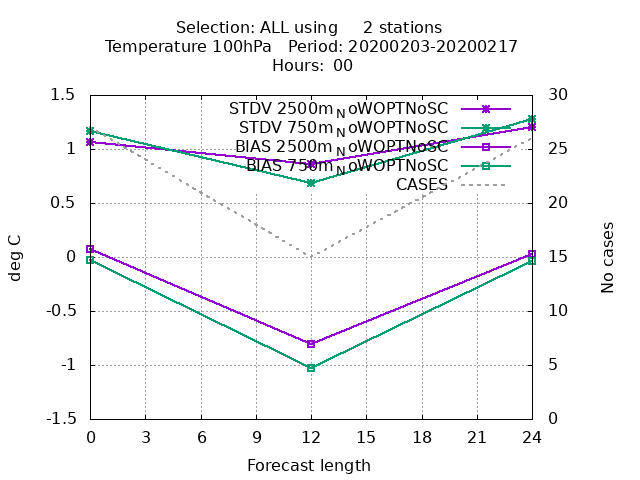 Selection: ALL using     2 stations
Temperature 100hPa   Period: 20200203-20200217
Hours:  00
STDV 2500m_NoWOPTNoSC
STDV 750m_NoWOPTNoSC
BIAS 2500m_NoWOPTNoSC
BIAS 750m_NoWOPTNoSC
CASES
1.5
1
0.5
0
-0.5
-1
-1.5
deg C
30
25
20
15
10
5
0
No cases
0 3 6 9 12 15 18 21 24
Forecast length